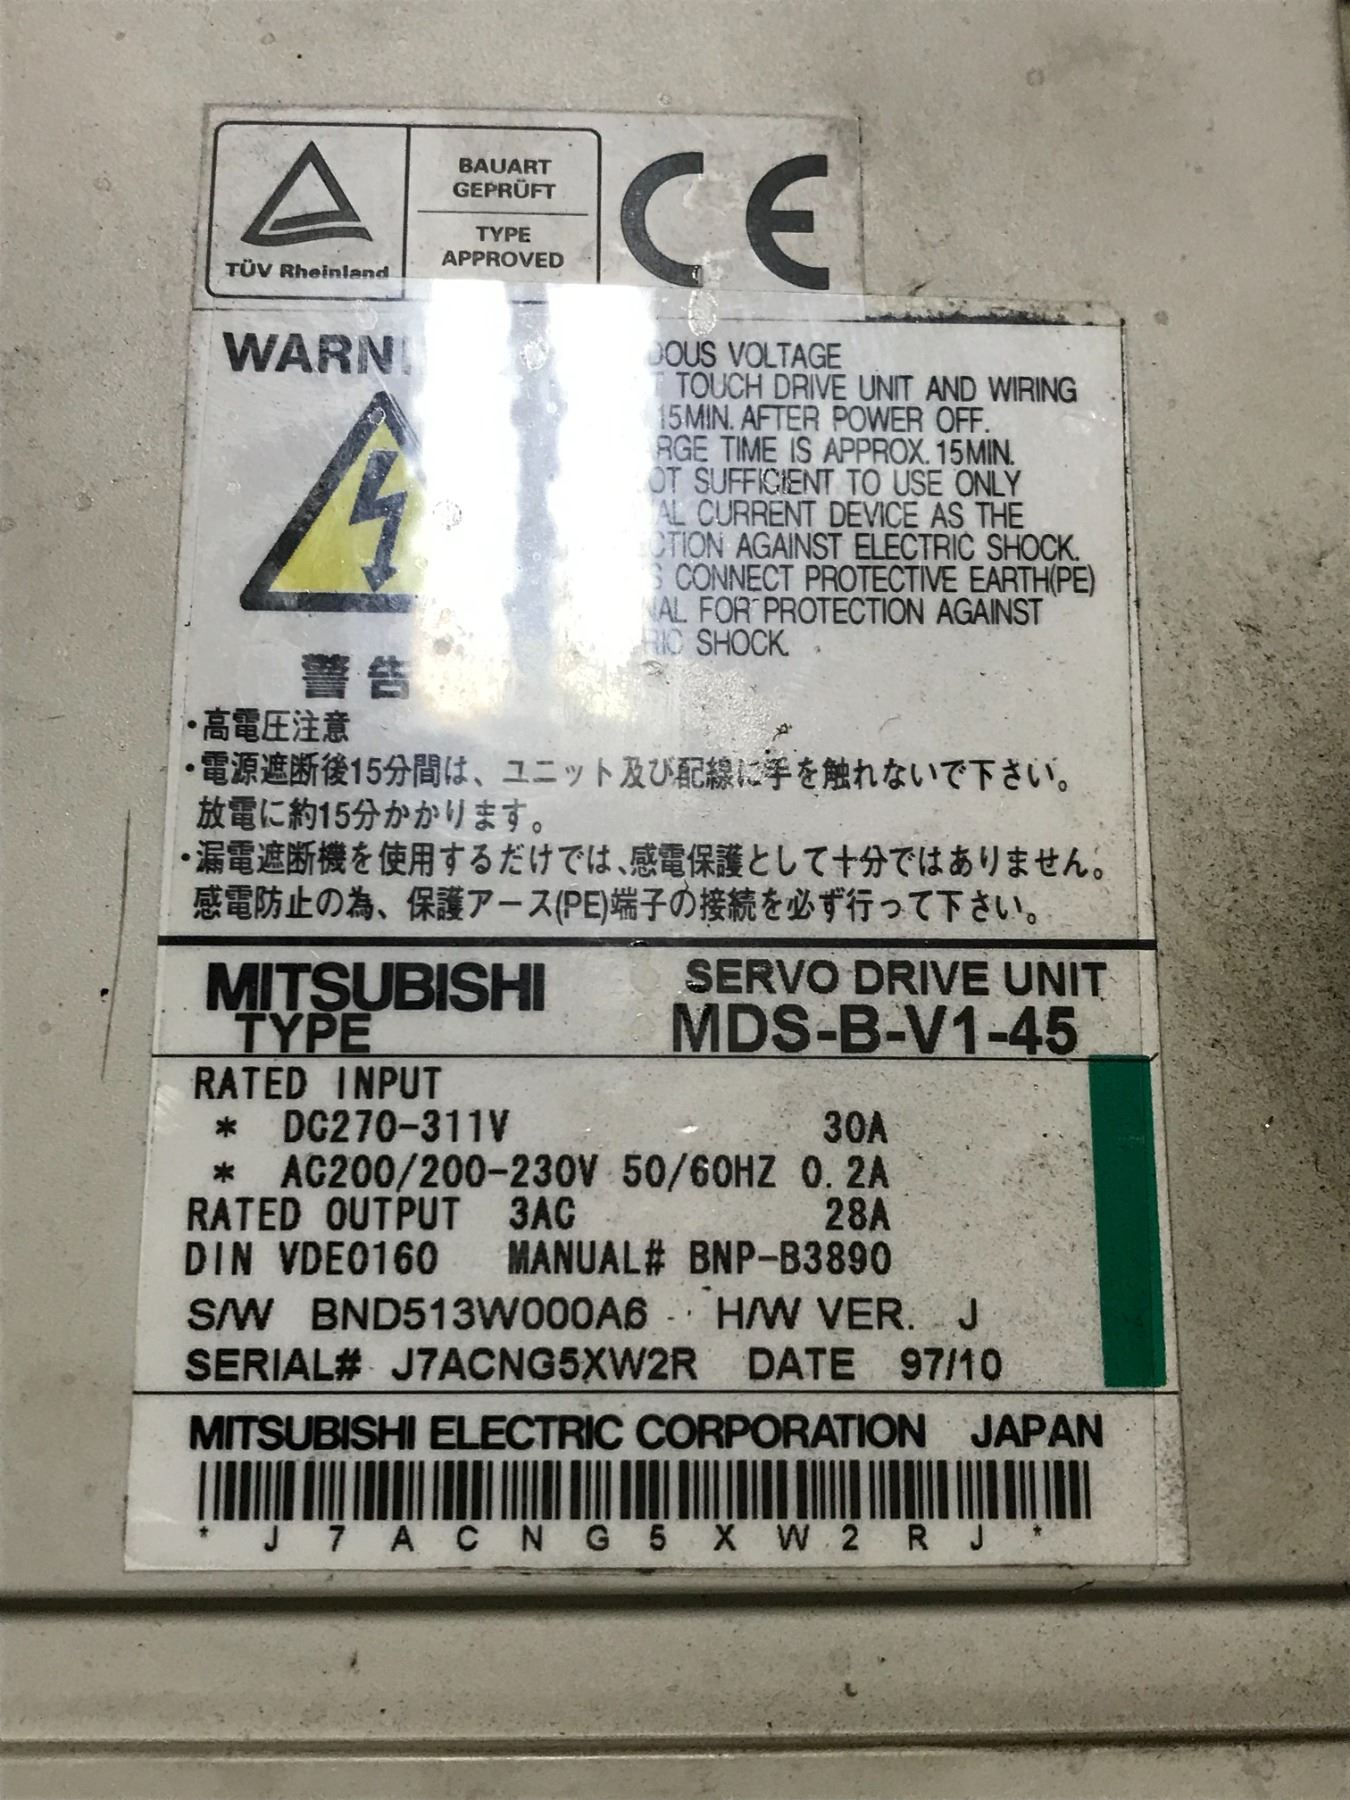 TÜV Rheinland
BAUART
GEPRÜFT
TYPE
APPROVED
CE
VOLTAGE
TOUCH DRIVE UNIT AND WIRING
15MIN. AFTER POWER OFF.
TIME IS APPROX. 15MIN.
SUFFICIENT TO USE ONLY
CURRENT DEVICE AS THE
AGAINST ELECTRIC SHOCK.
CONNECT PROTECTIVE EARTH(PE)
FOR PROTECTION AGAINST
SHOCK.
警告
・高電圧注意
・電源遮断後15分間は、ユニット及び配線に手を触れないで下さい。
放電に約15分かかります。
・漏電遮断機を使用するだけでは、感電保護として十分ではありません。
感電防止の為、保護アース(PE)端子の接続を必ず行って下さい。
MITSUBISHI SERVO DRIVE UNIT
TYPE MDS-B-V1-45
RATED INPUT
* DC270-311V 30A
* AC200/200-230V 50/60HZ 0.2A
RATED OUTPUT 3AC 28A
DIN VDE0160 MANUAL# BNP-B3890
S/W BND513W000A6 H/W VER. J
SERIAL# J7ACNG5XW2R DATE 97/10
MITSUBISHI ELECTRIC CORPORATION JAPAN
* J 7 A C N G 5 X W 2 R J *